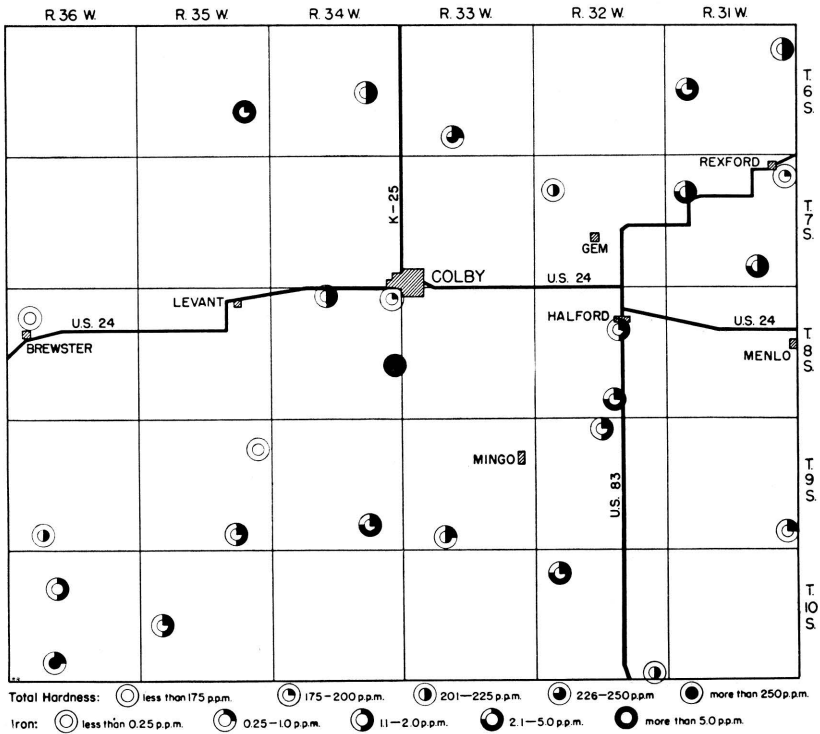 R. 36 W. R. 35 W. R. 34 W. R. 33 W. R. 32 W. R. 31 W.
T. 6 S.
REXFORD
K-25
T. 7 S.
GEM
COLBY
U.S. 24
LEVANT
HALFORD
U.S. 24
U.S. 24
BREWSTER
MENLO
T. 8 S.
MINGO
U.S. 83
T. 9 S.
T. 10 S.
Total Hardness: less than 175 p.p.m. 175-200 p.p.m. 201-225 p.p.m. 226-250 p.p.m more than 250 p.p.m.
Iron: less than 0.25 p.p.m. 0.25-1.0 p.p.m. 1.1-2.0 p.p.m. 2.1-5.0 p.p.m. more than 5.0 p.p.m.